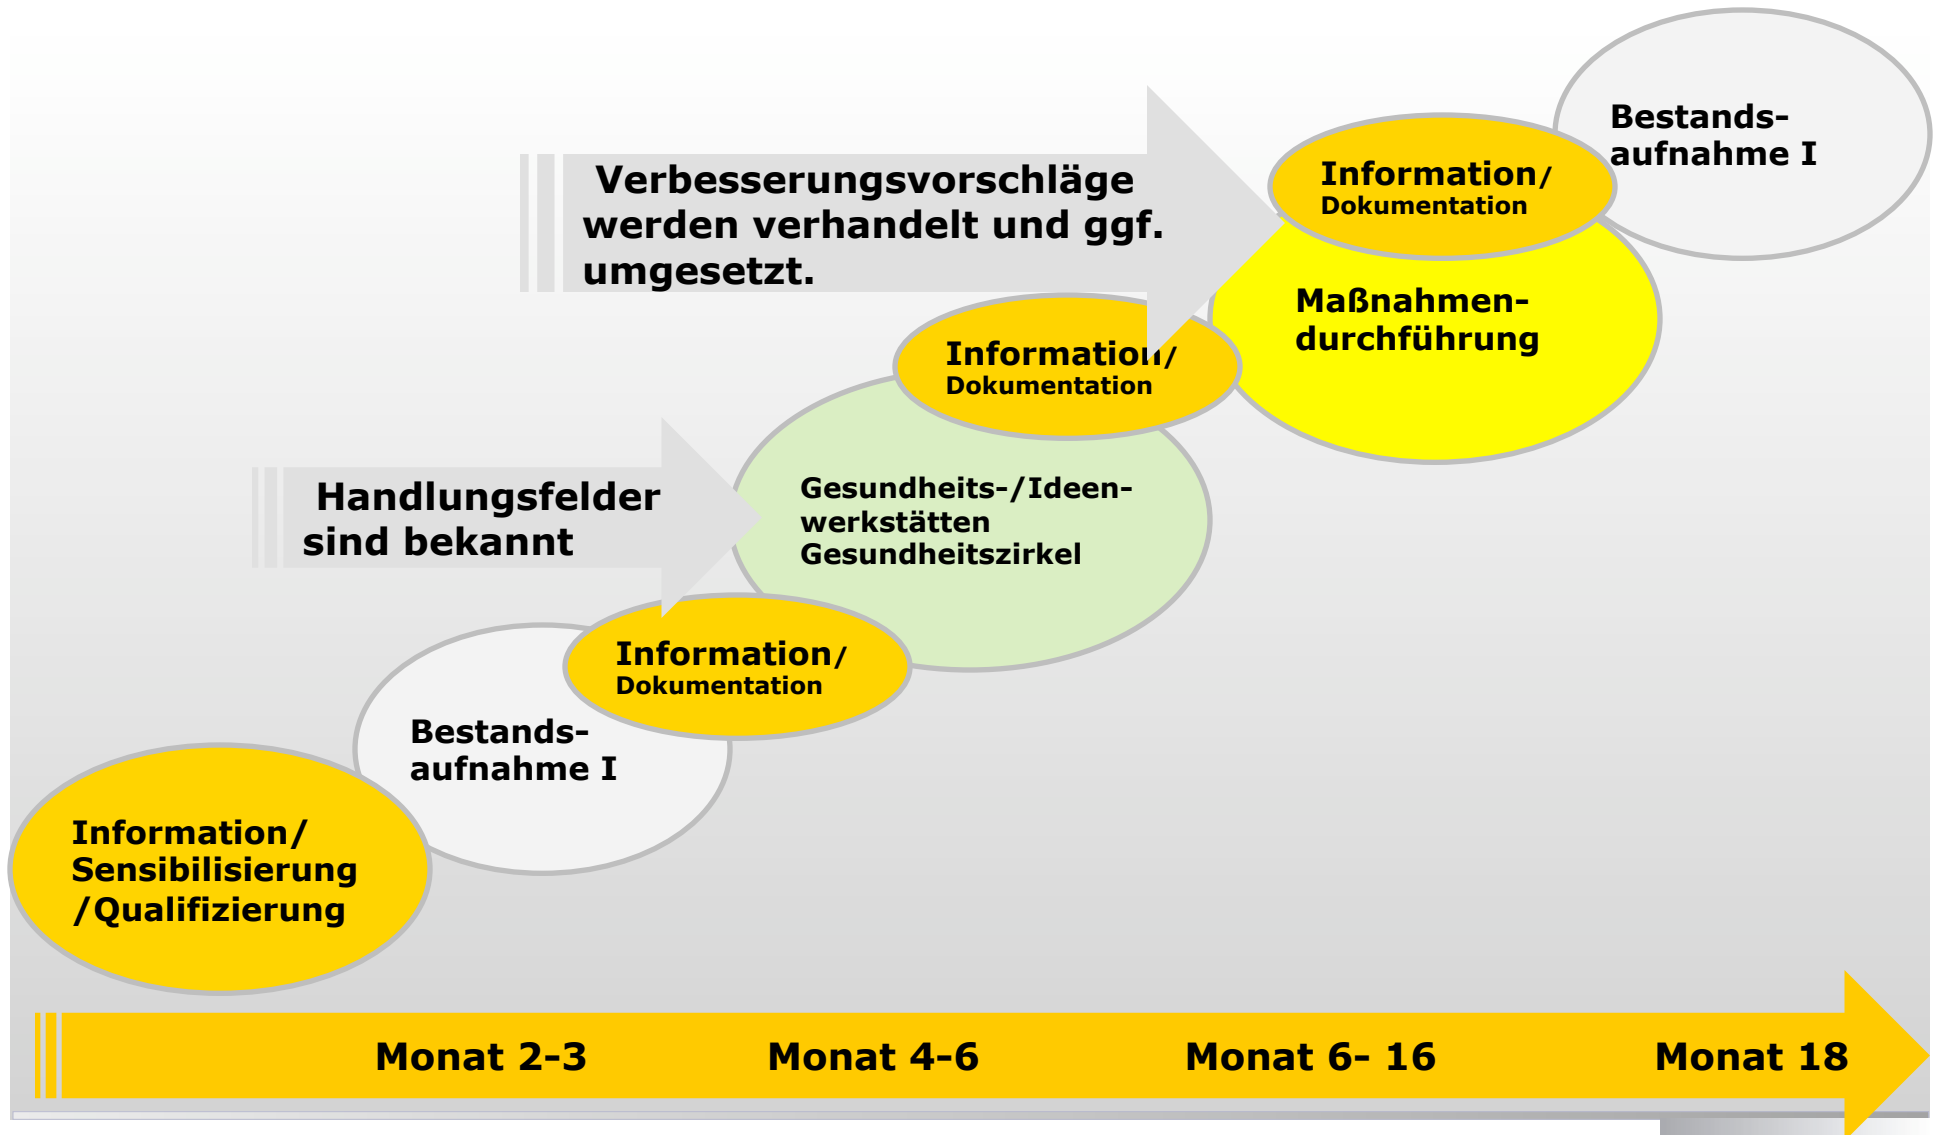 Bestands-
aufnahme I
Information/
Dokumentation
Verbesserungsvorschläge
werden verhandelt und ggf.
umgesetzt.
Maßnahmen-
durchführung
Information/
Dokumentation
Handlungsfelder
sind bekannt
Gesundheits-/Ideen-
werkstätten
Gesundheitszirkel
Information/
Dokumentation
Bestands-
aufnahme I
Information/
Sensibilisierung
/Qualifizierung
Monat 2-3
Monat 4-6
Monat 6- 16
Monat 18